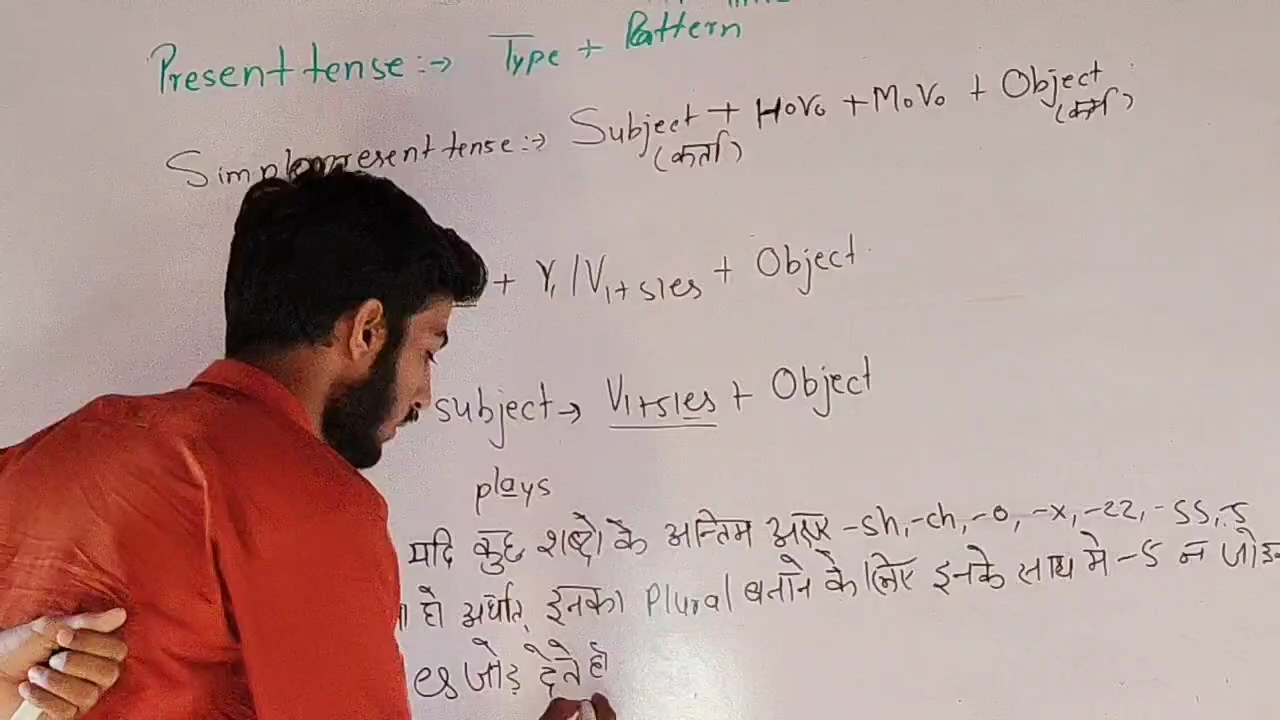 Present tense :→ Type + Pattern
Simple present tense :→ Subject + H.V. + M.V. + Object
(कर्ता) (कर्म)
+ V1/V1+s/es + Object
subject → V1+s/es + Object
plays
यदि कुछ शब्दो के अन्तिम अक्षर -sh, -ch, -o, -x, -zz, -ss, s
हो अर्थात् इनका Plural बनाने के लिए इनके साथ मे -s न
es जोड़ देते है